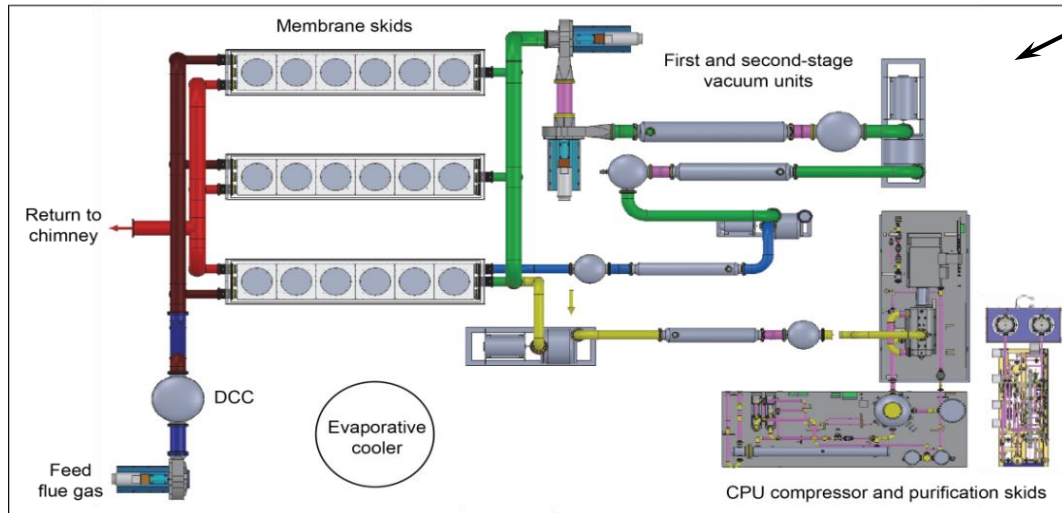 Membrane skids
First and second-stage
vacuum units
Return to
chimney
DCC
Evaporative
cooler
Feed
flue gas
CPU compressor and purification skids